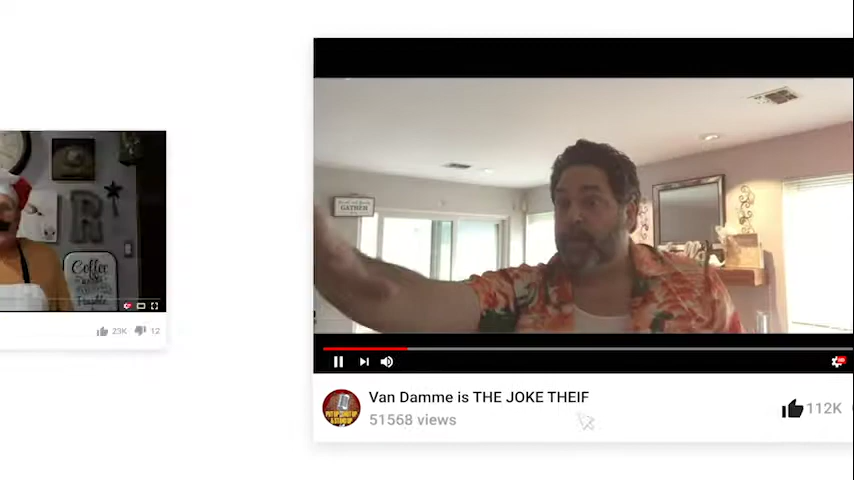 GATHER
R
Coffee
23K 12
Van Damme is THE JOKE THEIF
51568 views
112K